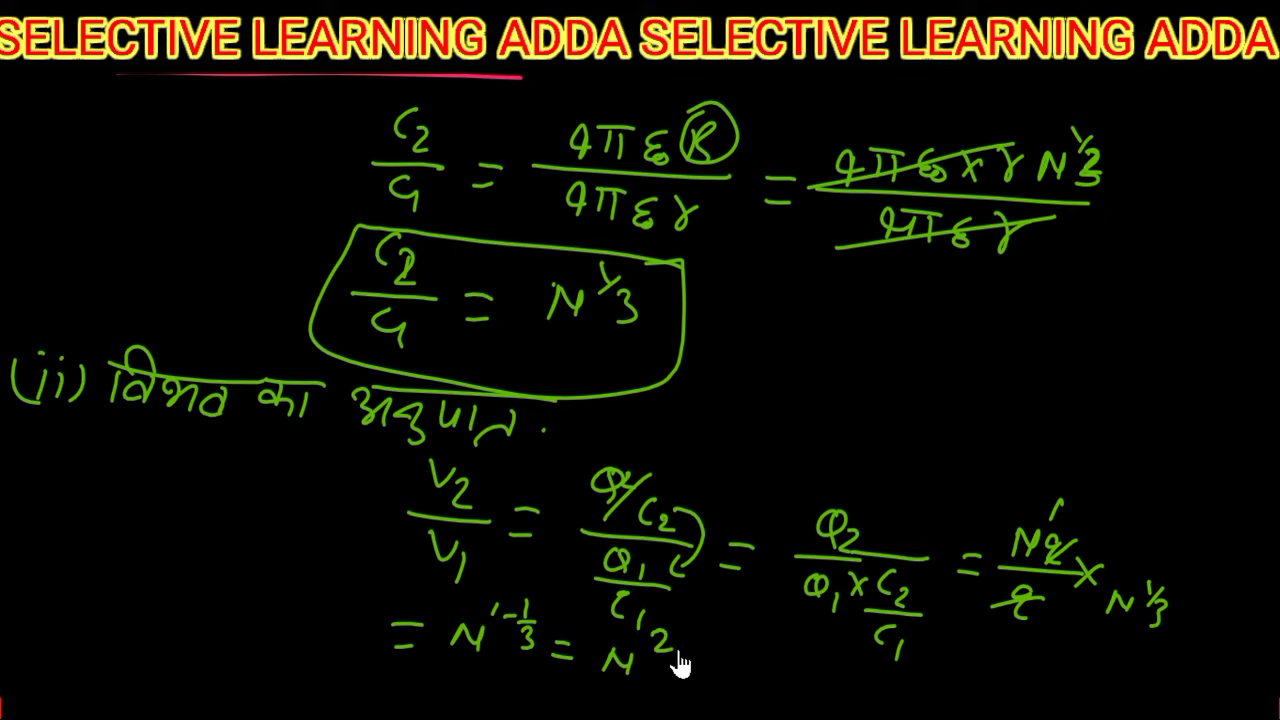 SELECTIVE LEARNING ADDA SELECTIVE LEARNING ADDA
C₂/C₁ = 4πε₀R/4πε₀r = 4πε₀ × r N^1/3 / 4πε₀r
C₂/C₁ = N^1/3
(ii) विभव का अनुपात .
V₂/V₁ = (Q₂/C₂)/(Q₁/C₁) = Q₂/(Q₁ × C₂/C₁) = Nq/q × N^1/3
= N^1-1/3 = N^2